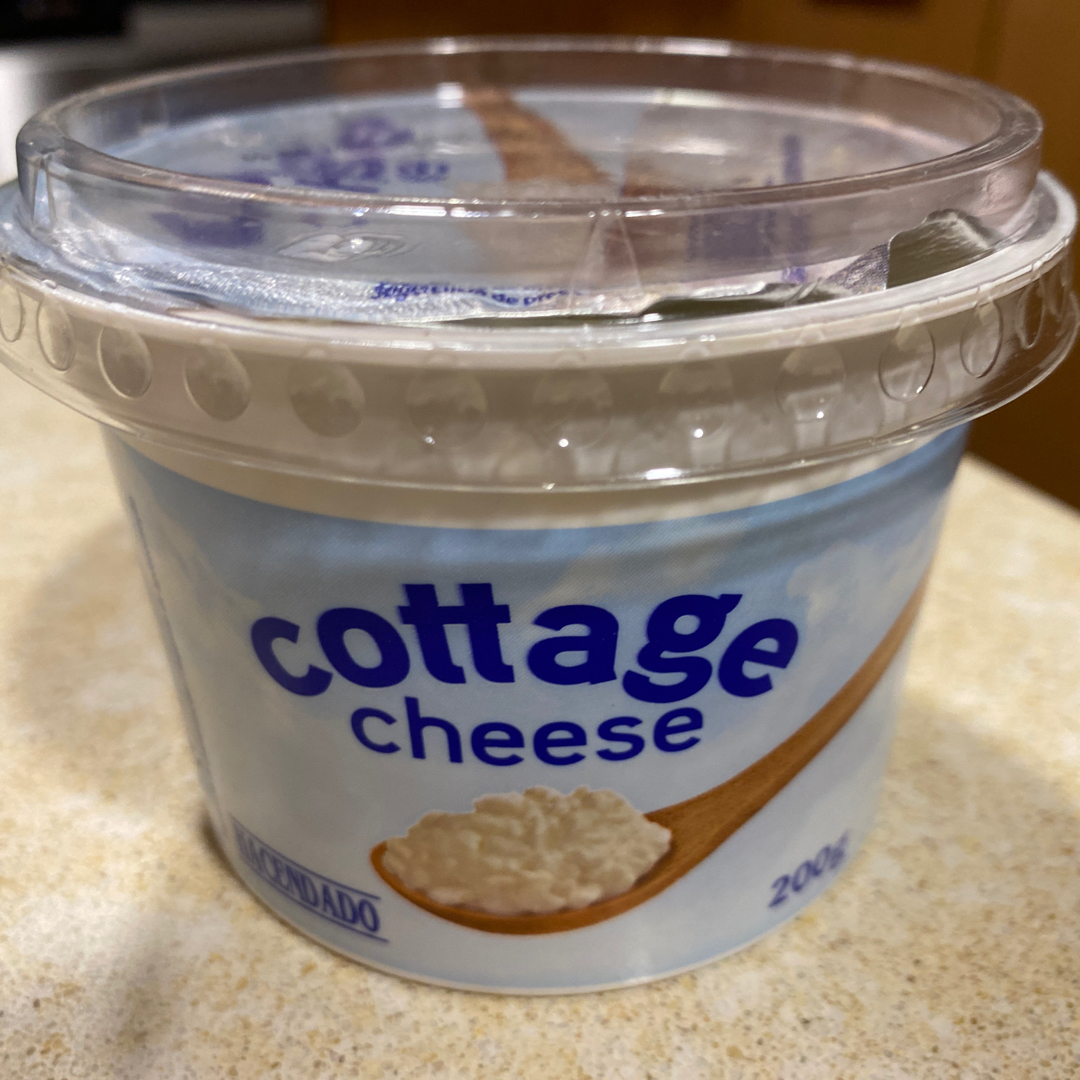 cottage
cheese
HACENDADO
200g